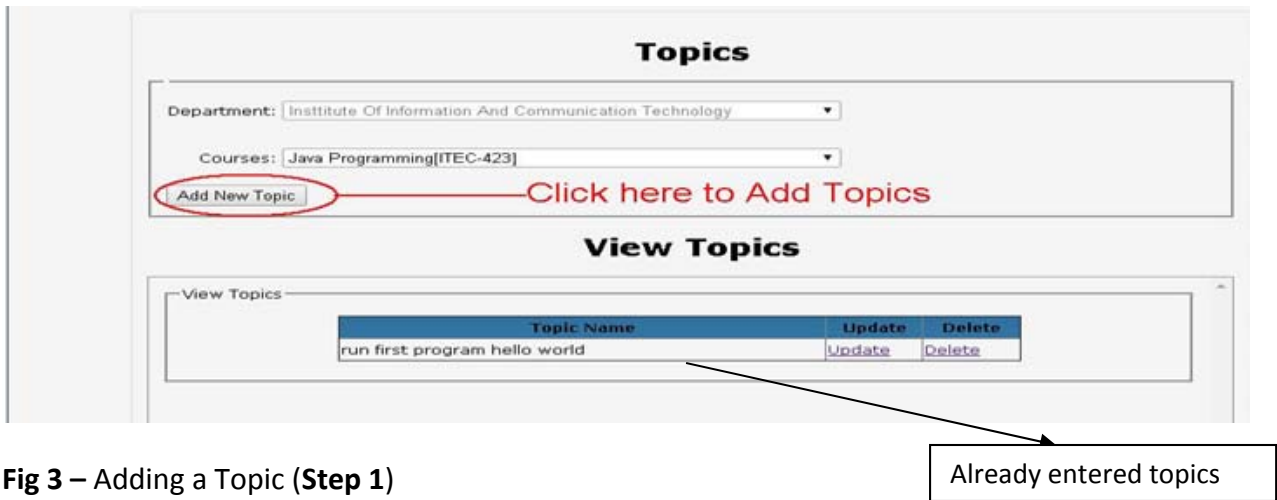 Topics
Department: Insttitute Of Information And Communication Technology
Courses: Java Programming[ITEC-423]
Add New Topic Click here to Add Topics
View Topics
View Topics
Topic Name Update Delete
run first program hello world Update Delete
Already entered topics
Fig 3 – Adding a Topic (Step 1)